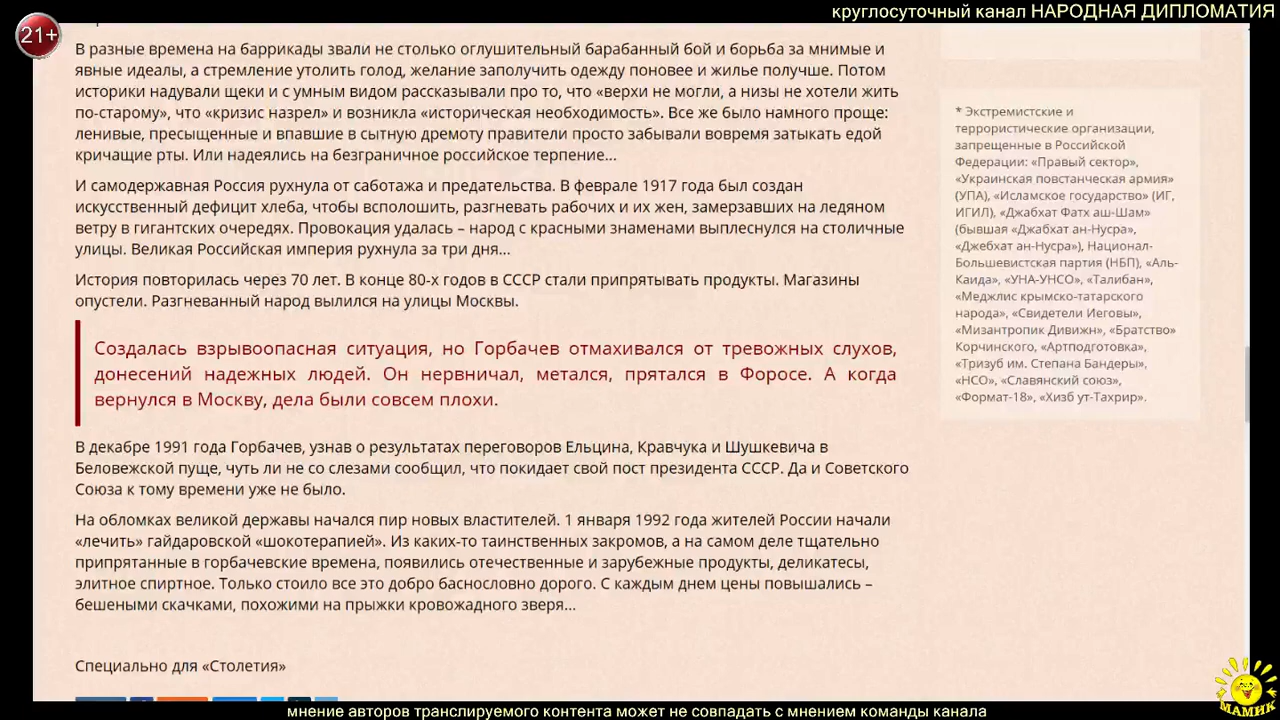 круглосуточный канал НАРОДНАЯ ДИПЛОМАТИЯ
21+
В разные времена на баррикады звали не столько оглушительный барабанный бой и борьба за мнимые и
явные идеалы, а стремление утолить голод, желание заполучить одежду поновее и жилье получше. Потом
историки надували щеки и с умным видом рассказывали про то, что «верхи не могли, а низы не хотели жить
по-старому», что «кризис назрел» и возникла «историческая необходимость». Все же было намного проще:
ленивые, пресыщенные и впавшие в сытную дремоту правители просто забывали вовремя затыкать едой
кричащие рты. Или надеялись на безграничное российское терпение...
И самодержавная Россия рухнула от саботажа и предательства. В феврале 1917 года был создан
искусственный дефицит хлеба, чтобы всполошить, разгневать рабочих и их жен, замерзавших на ледяном
ветру в гигантских очередях. Провокация удалась – народ с красными знаменами выплеснулся на столичные
улицы. Великая Российская империя рухнула за три дня...
История повторилась через 70 лет. В конце 80-х годов в СССР стали припрятывать продукты. Магазины
опустели. Разгневанный народ вылился на улицы Москвы.
Создалась взрывоопасная ситуация, но Горбачев отмахивался от тревожных слухов,
донесений надежных людей. Он нервничал, метался, прятался в Форосе. А когда
вернулся в Москву, дела были совсем плохи.
В декабре 1991 года Горбачев, узнав о результатах переговоров Ельцина, Кравчука и Шушкевича в
Беловежской пуще, чуть ли не со слезами сообщил, что покидает свой пост президента СССР. Да и Советского
Союза к тому времени уже не было.
На обломках великой державы начался пир новых властителей. 1 января 1992 года жителей России начали
«лечить» гайдаровской «шокотерапией». Из каких-то таинственных закромов, а на самом деле тщательно
припрятанные в горбачевские времена, появились отечественные и зарубежные продукты, деликатесы,
элитное спиртное. Только стоило все это добро баснословно дорого. С каждым днем цены повышались –
бешеными скачками, похожими на прыжки кровожадного зверя...
Специально для «Столетия»
* Экстремистские и
террористические организации,
запрещенные в Российской
Федерации: «Правый сектор»,
«Украинская повстанческая армия»
(УПА), «Исламское государство» (ИГ,
ИГИЛ), «Джабхат Фатх аш-Шам»
(бывшая «Джабхат ан-Нусра»,
«Джебхат ан-Нусра»), Национал-
Большевистская партия (НБП), «Аль-
Каида», «УНА-УНСО», «Талибан»,
«Меджлис крымско-татарского
народа», «Свидетели Иеговы»,
«Мизантропик Дивижн», «Братство»
Корчинского, «Артподготовка»,
«Тризуб им. Степана Бандеры»,
«НСО», «Славянский союз»,
«Формат-18», «Хизб ут-Тахрир».
МАМИК
мнение авторов транслируемого контента может не совпадать с мнением команды канала